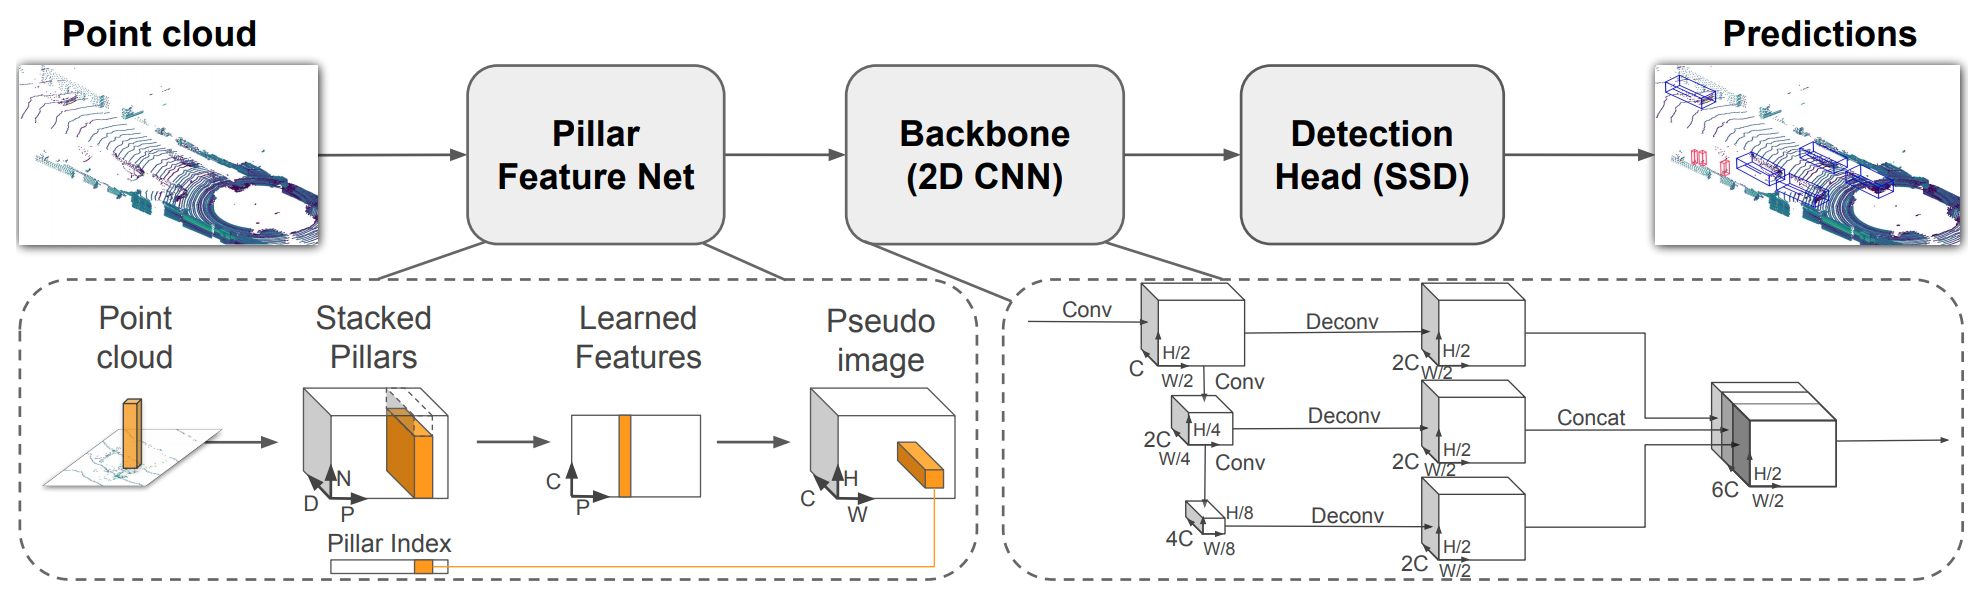 Point cloud
Predictions
Pillar
Feature Net
Backbone
(2D CNN)
Detection
Head (SSD)
Point
cloud
Stacked
Pillars
Learned
Features
Pseudo
image
N
D
P
C
P
H
C
W
Pillar Index
Conv
H/2
C
W/2
Conv
H/4
2C
W/4
Conv
H/8
4C
W/8
Deconv
H/2
2C
W/2
Deconv
H/2
2C
W/2
Deconv
H/2
2C
W/2
Concat
H/2
6C
W/2